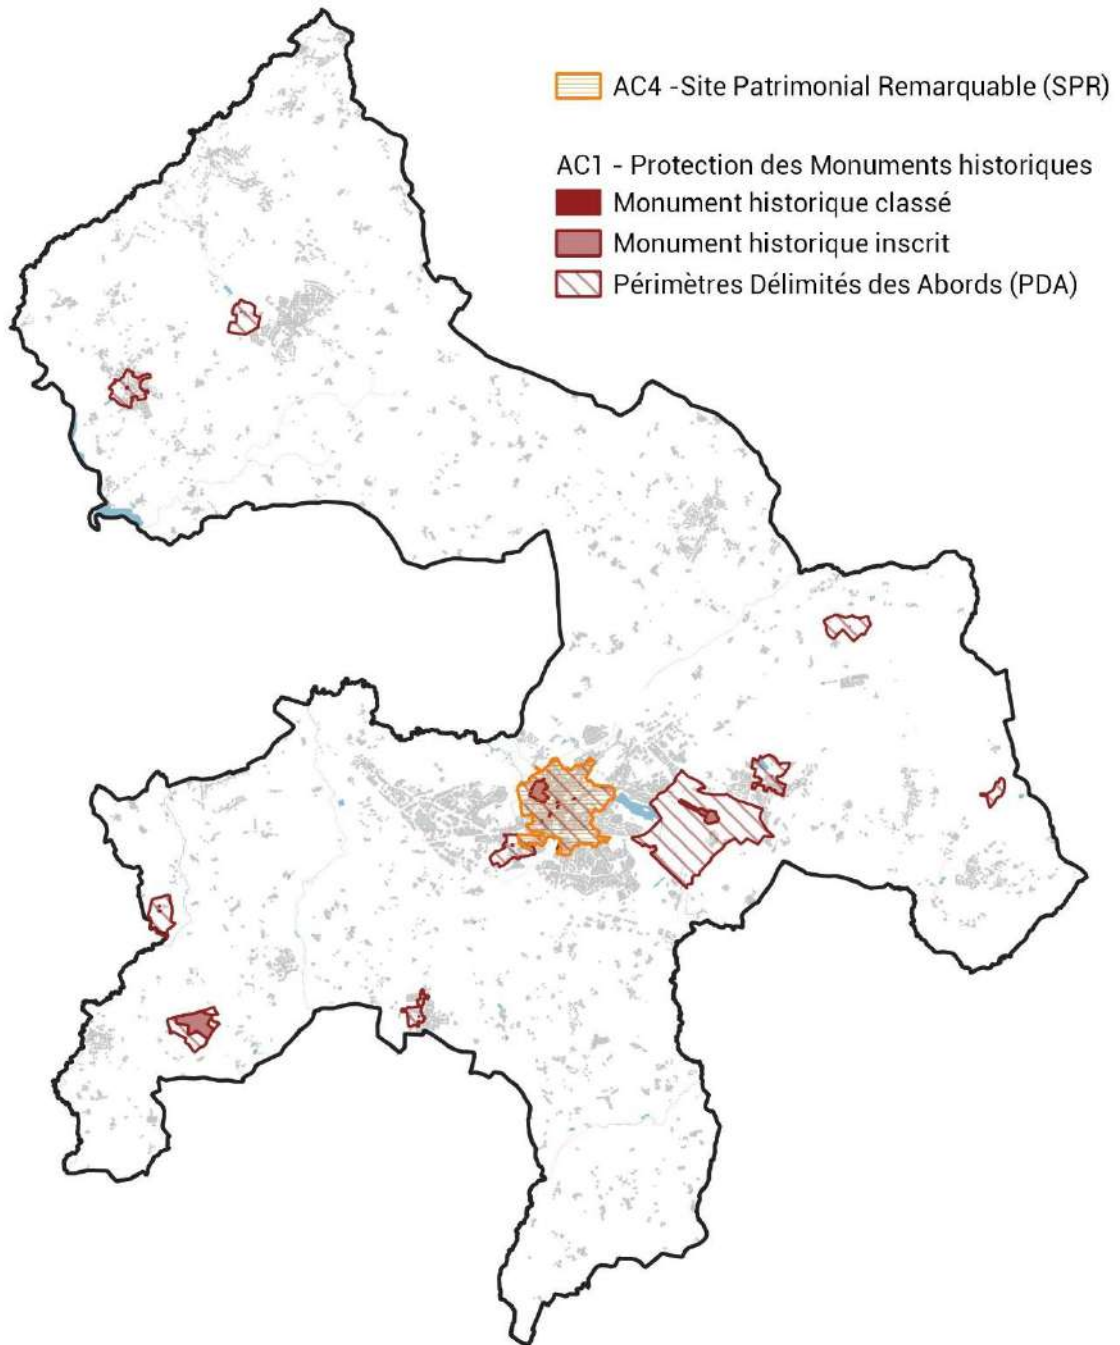 AC4 -Site Patrimonial Remarquable (SPR)
AC1 - Protection des Monuments historiques
Monument historique classé
Monument historique inscrit
Périmètres Délimités des Abords (PDA)